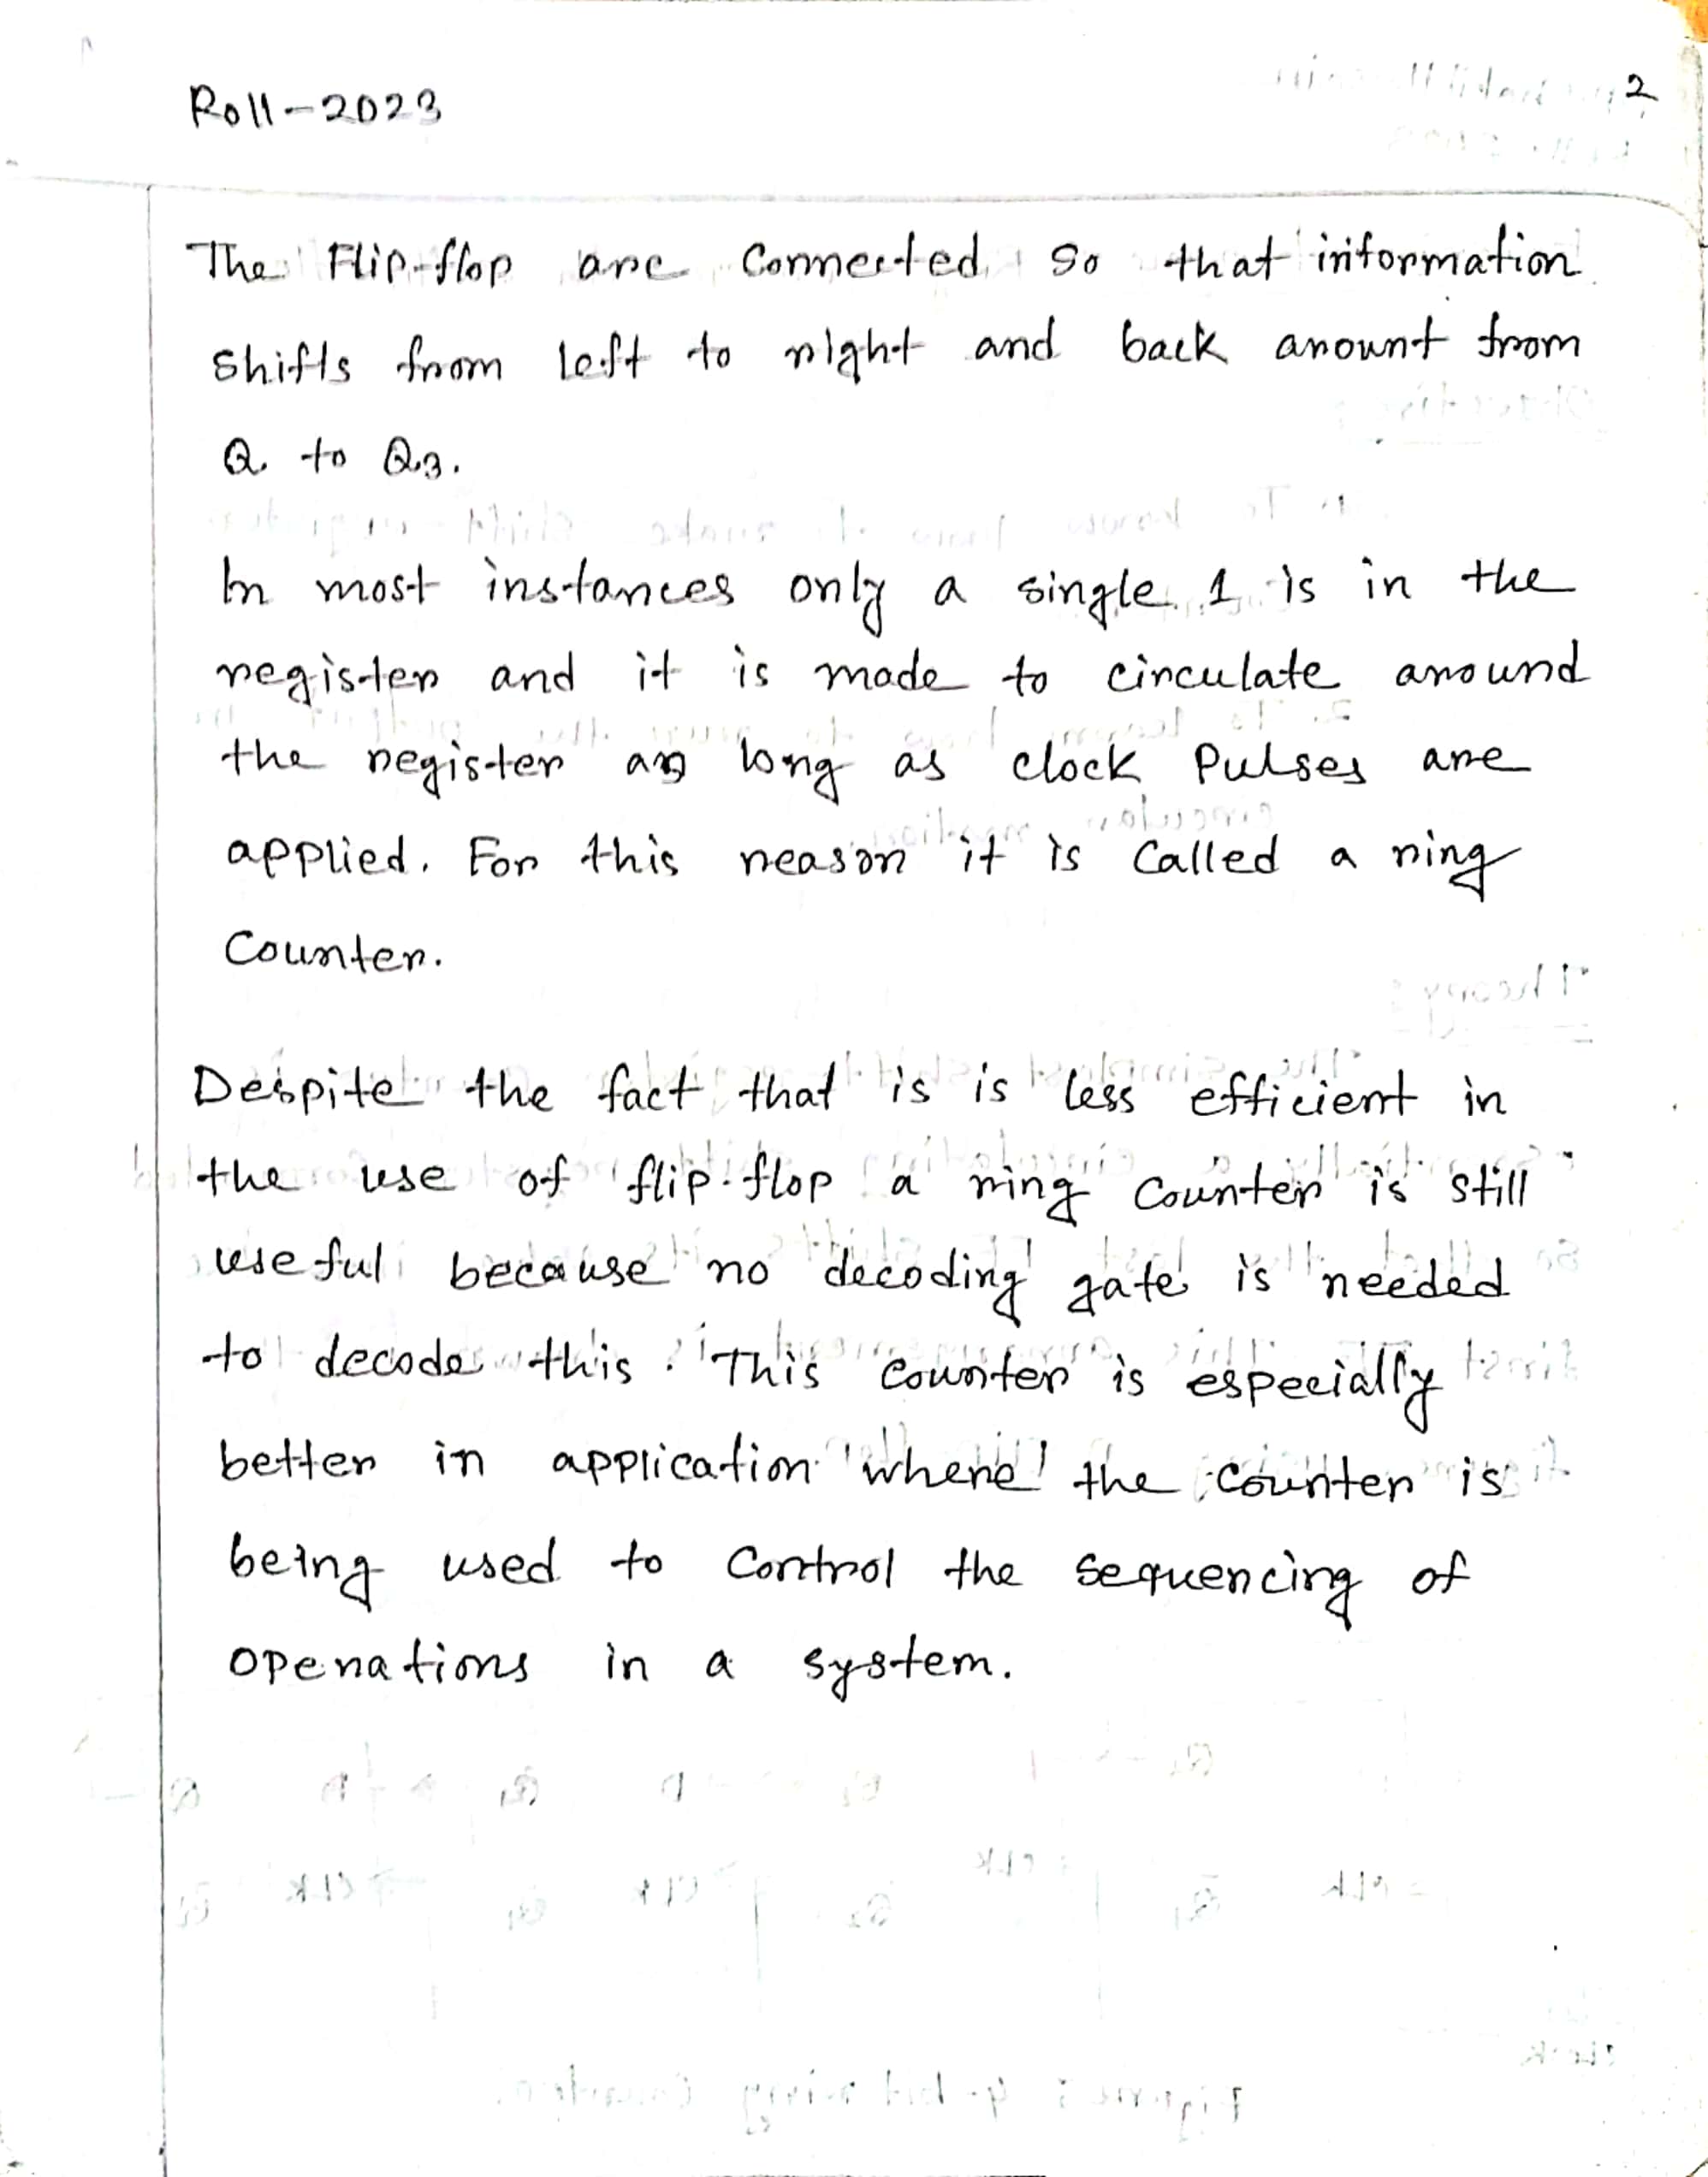 Roll-2023
2
The Flip-flop are connected so that information
shifts from left to right and back arount from
Q. to Q3.
In most instances only a single 1 is in the
register and it is made to circulate around
the register as long as clock pulses are
applied. For this reason it is called a ring
Counter.
Despite the fact that is is less efficient in
the use of flip-flop a ring counter is still
useful because no decoding gate is needed
to decode this. This counter is especially
better in application where the counter is
being used to control the sequencing of
operations in a system.